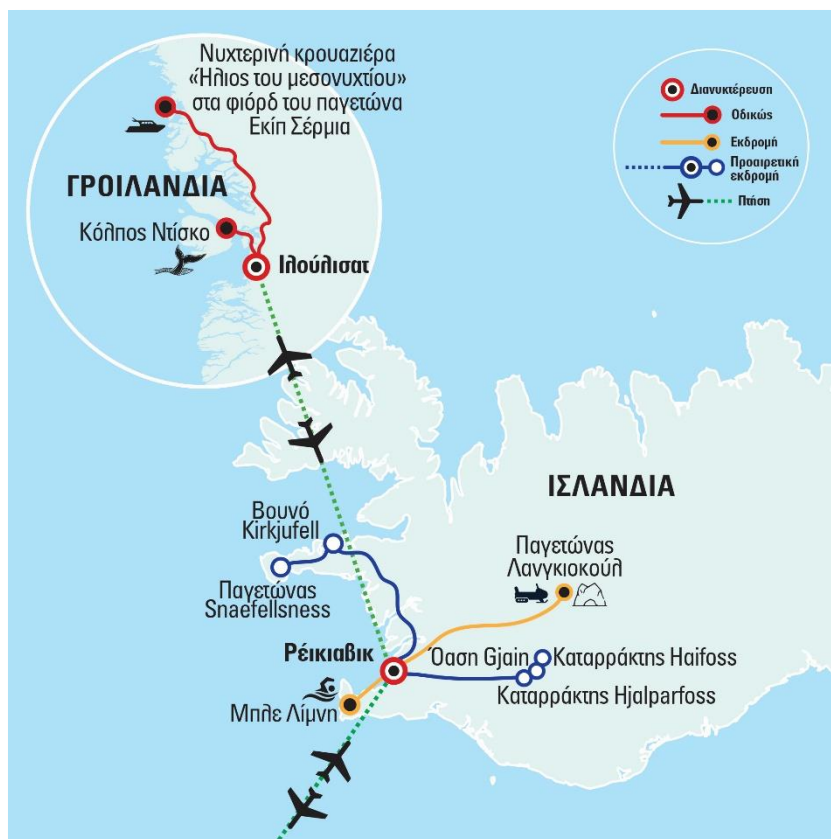 Νυχτερινή κρουαζιέρα
«Ήλιος του μεσονυχτίου»
στα φιόρδ του παγετώνα
Εκίπ Σέρμια
ΓΡΟΙΛΑΝΔΙΑ
Κόλπος Ντίσκο
Ιλούλισατ
Διανυκτέρευση
Οδικώς
Εκδρομή
Προαιρετική
εκδρομή
Πτήση
ΙΣΛΑΝΔΙΑ
Βουνό
Kirkjufell
Παγετώνας
Snaefellsness
Παγετώνας
Λανγκιοκούλ
Ρέικιαβικ
Όαση Gjain
Καταρράκτης Haifoss
Καταρράκτης Hjalparfoss
Μπλε Λίμνη